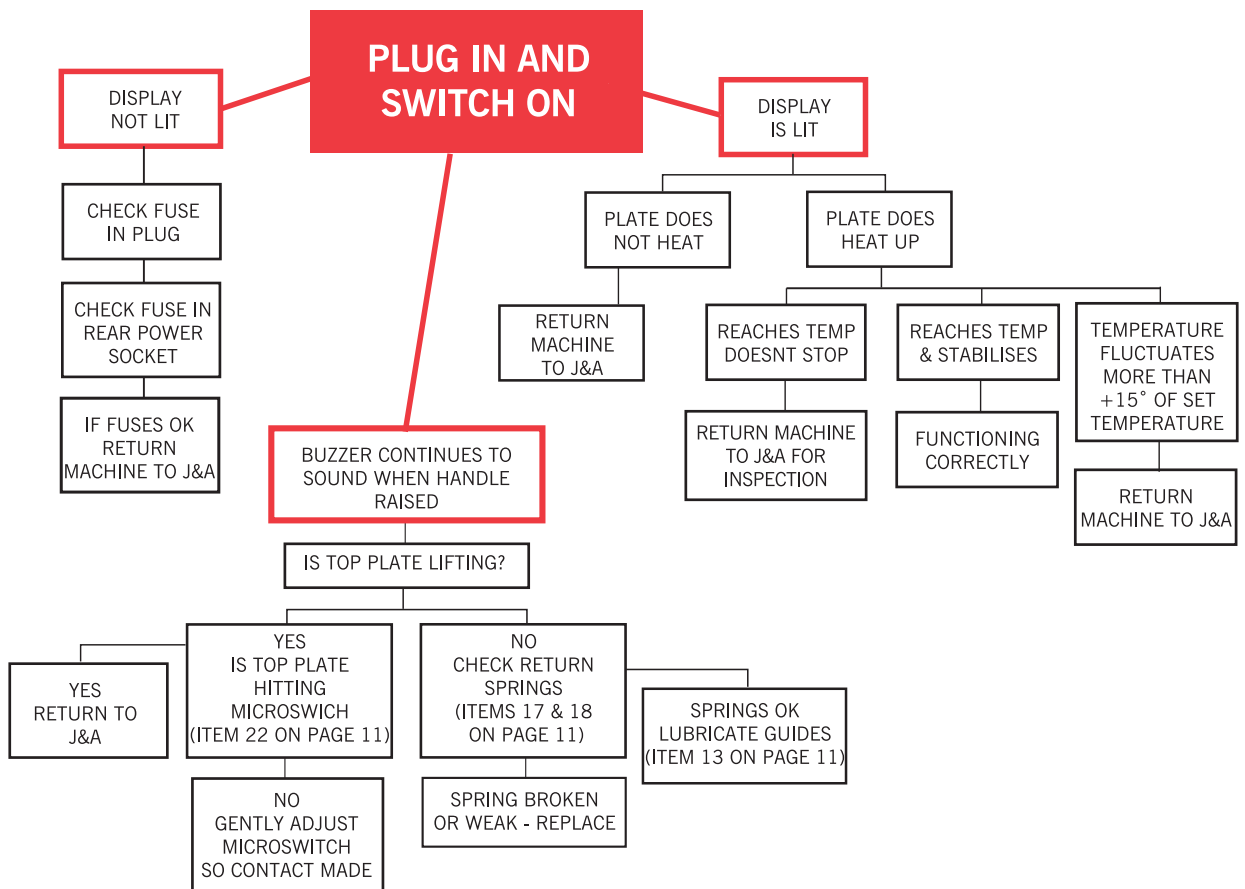 PLUG IN AND
SWITCH ON
DISPLAY
NOT LIT
CHECK FUSE
IN PLUG
CHECK FUSE IN
REAR POWER
SOCKET
IF FUSES OK
RETURN
MACHINE TO J&A
DISPLAY
IS LIT
PLATE DOES
NOT HEAT
RETURN
MACHINE
TO J&A
PLATE DOES
HEAT UP
REACHES TEMP
DOESNT STOP
RETURN MACHINE
TO J&A FOR
INSPECTION
REACHES TEMP
& STABILISES
FUNCTIONING
CORRECTLY
TEMPERATURE
FLUCTUATES
MORE THAN
+15° OF SET
TEMPERATURE
RETURN
MACHINE TO J&A
BUZZER CONTINUES TO
SOUND WHEN HANDLE
RAISED
IS TOP PLATE LIFTING?
YES
RETURN TO
J&A
YES
IS TOP PLATE
HITTING
MICROSWICH
(ITEM 22 ON PAGE 11)
NO
GENTLY ADJUST
MICROSWITCH
SO CONTACT MADE
NO
CHECK RETURN
SPRINGS
(ITEMS 17 & 18
ON PAGE 11)
SPRING BROKEN
OR WEAK - REPLACE
SPRINGS OK
LUBRICATE GUIDES
(ITEM 13 ON PAGE 11)